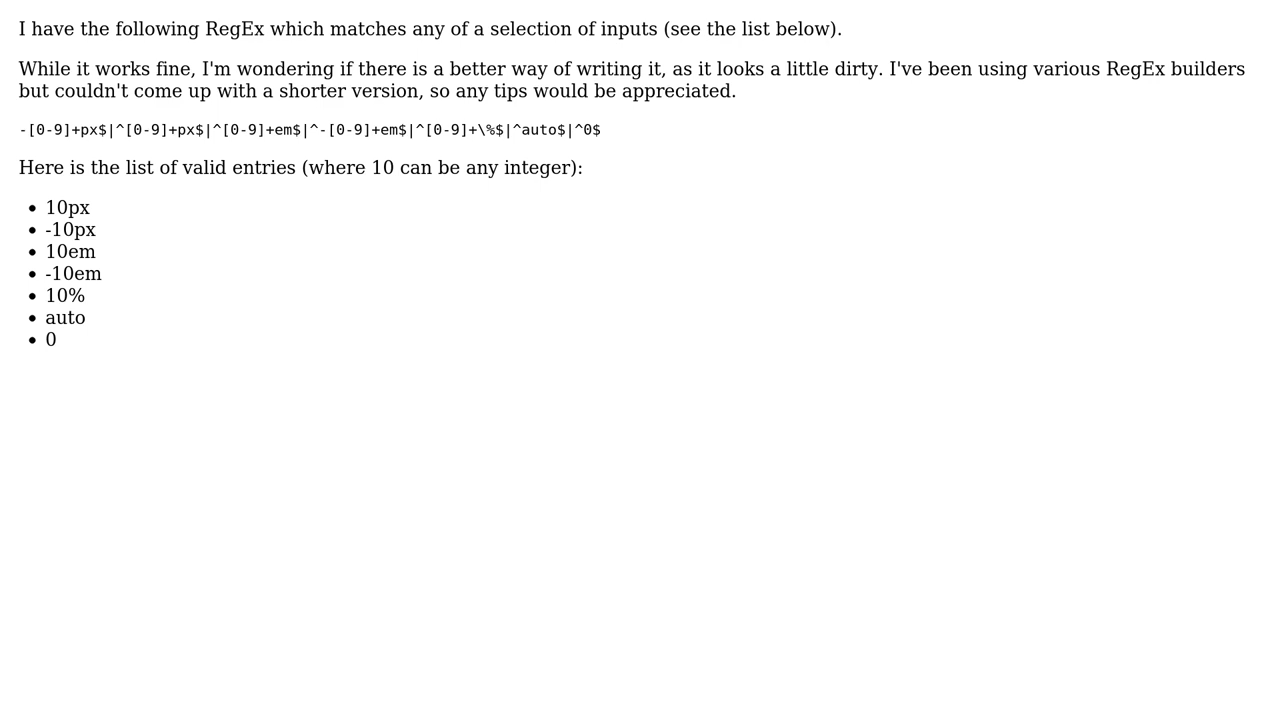 I have the following RegEx which matches any of a selection of inputs (see the list below).
While it works fine, I'm wondering if there is a better way of writing it, as it looks a little dirty. I've been using various RegEx builders
but couldn't come up with a shorter version, so any tips would be appreciated.
-[0-9]+px$|^[0-9]+px$|^[0-9]+em$|^-[0-9]+em$|^[0-9]+\%$|^auto$|^0$
Here is the list of valid entries (where 10 can be any integer):
• 10px
• -10px
• 10em
• -10em
• 10%
• auto
• 0